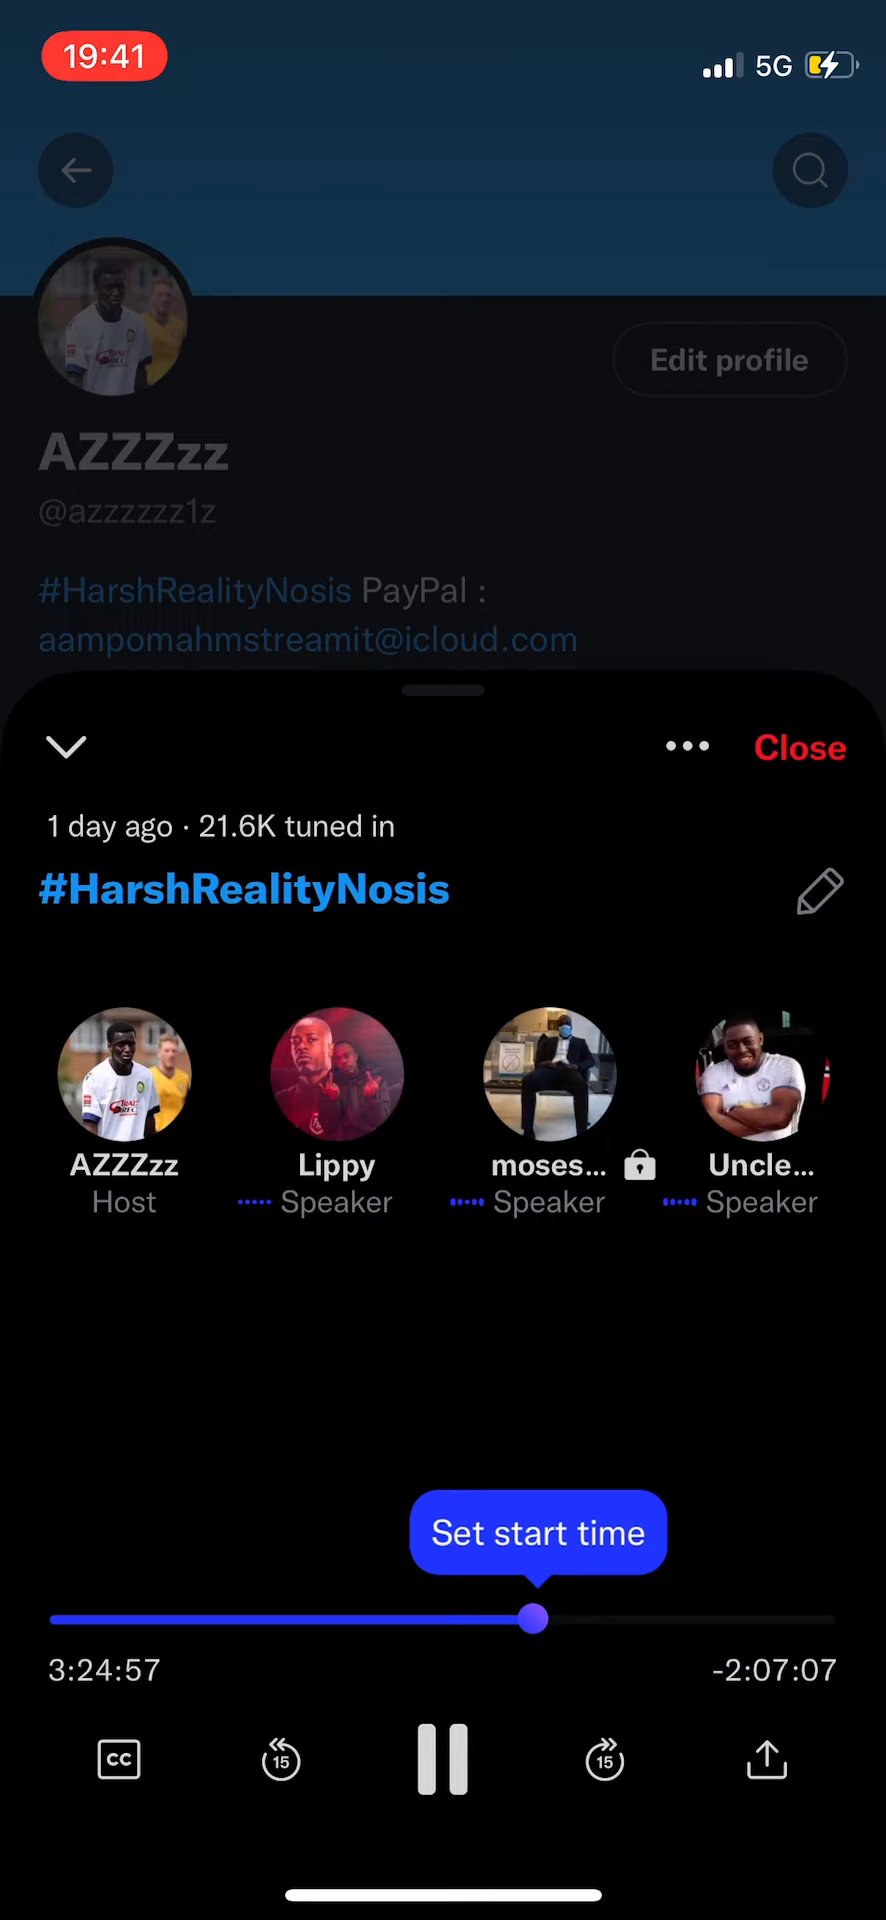 19:41
5G
Edit profile
AZZZzz
@azzzzzz1z
#HarshRealityNosis PayPal :
aampomahmstreamit@icloud.com
Close
1 day ago · 21.6K tuned in
#HarshRealityNosis
AZZZzz
Host
Lippy
Speaker
moses...
Speaker
Uncle...
Speaker
Set start time
3:24:57
-2:07:07
CC
15
15